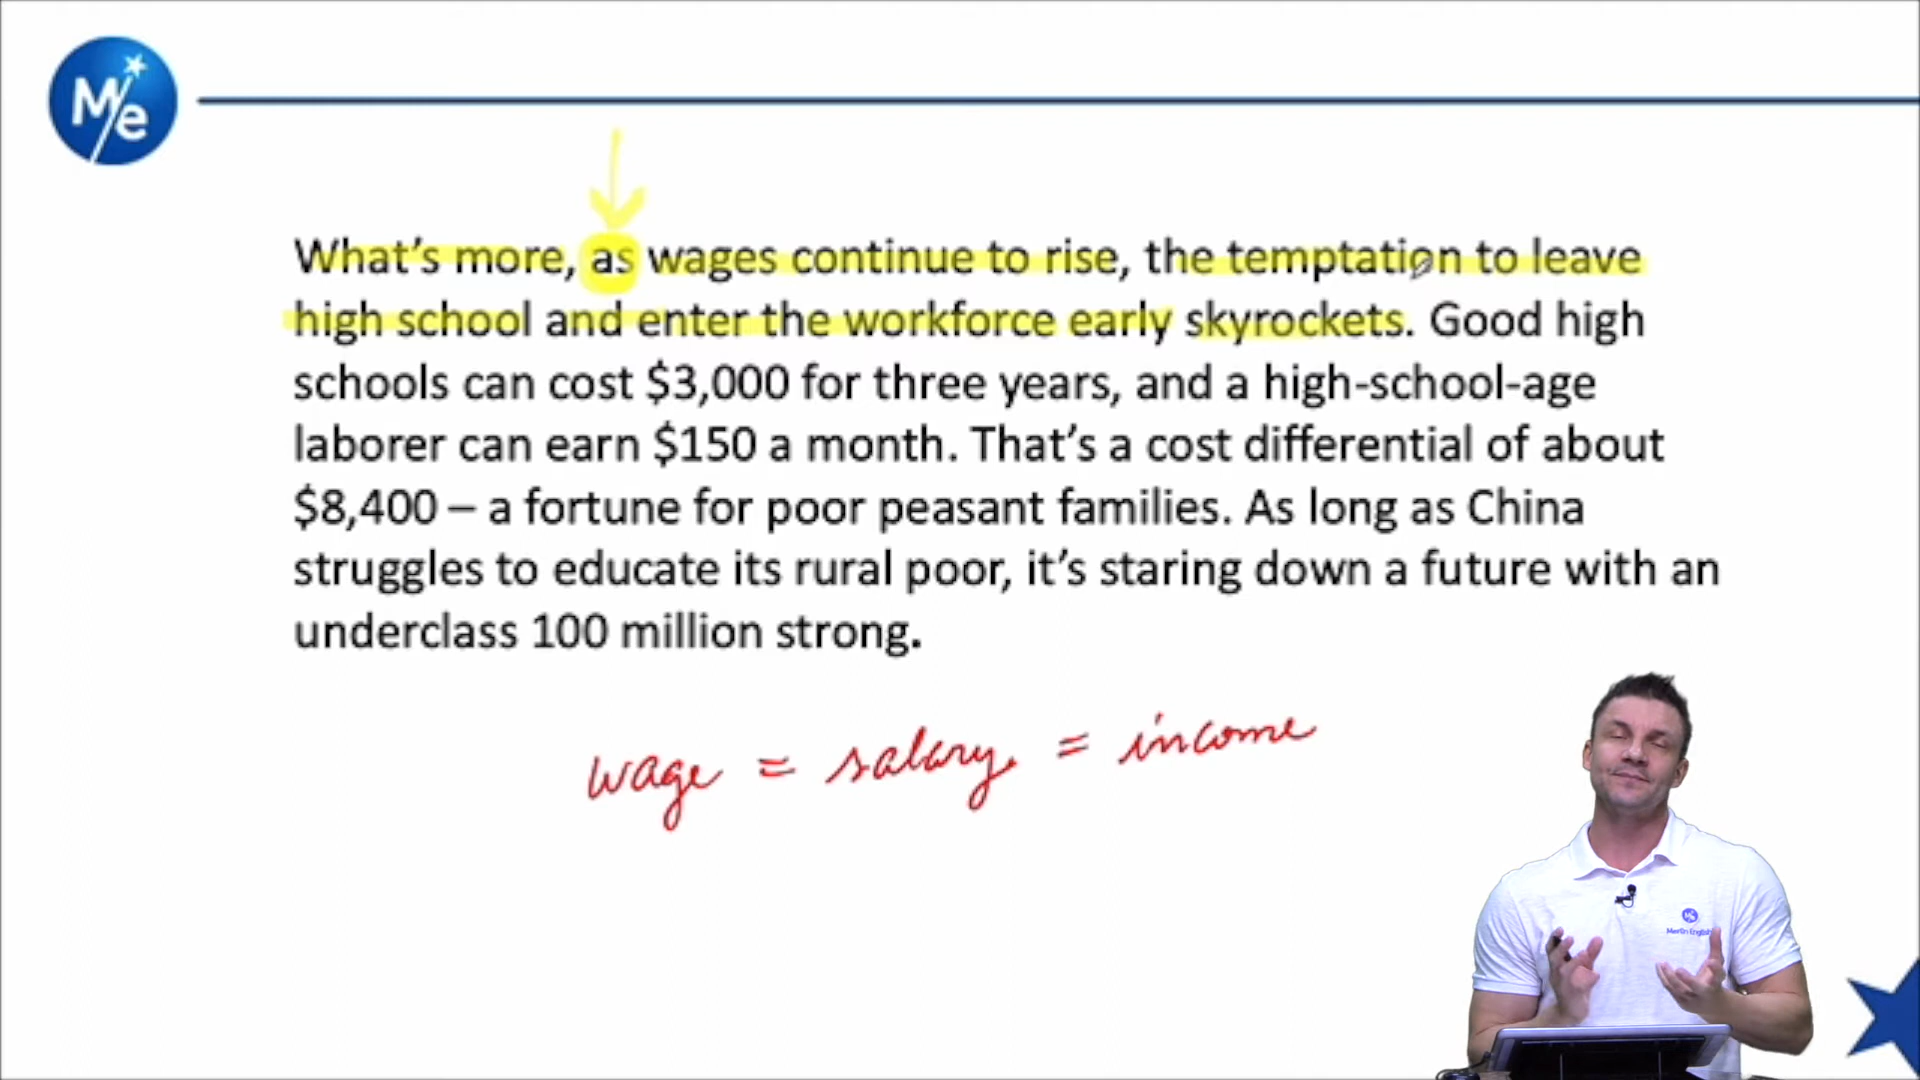 M/e
What's more, as wages continue to rise, the temptation to leave
high school and enter the workforce early skyrockets. Good high
schools can cost $3,000 for three years, and a high-school-age
laborer can earn $150 a month. That's a cost differential of about
$8,400 – a fortune for poor peasant families. As long as China
struggles to educate its rural poor, it's staring down a future with an
underclass 100 million strong.
wage = salary = income
Merlin English